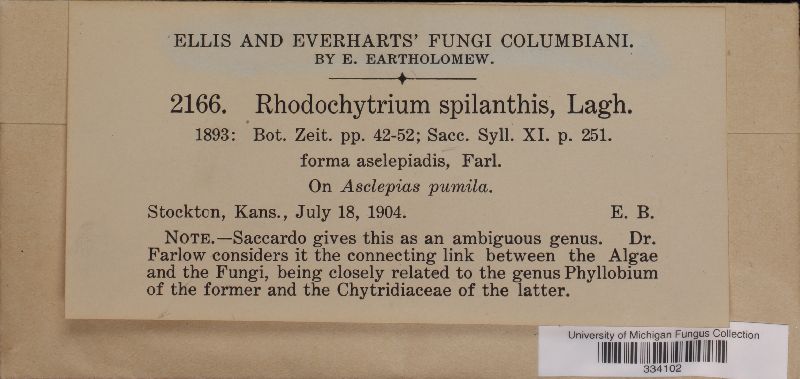 ELLIS AND EVERHARTS' FUNGI COLUMBIANI.
BY E. EARTHOLOMEW.
2166. Rhodochytrium spilanthis, Lagh.
1893: Bot. Zeit. pp. 42-52; Sacc. Syll. XI. p. 251.
forma aselepiadis, Farl.
On Asclepias pumila.
Stockton, Kans., July 18, 1904. E. B.
NOTE.—Saccardo gives this as an ambiguous genus. Dr.
Farlow considers it the connecting link between the Algae
and the Fungi, being closely related to the genus Phyllobium
of the former and the Chytridiaceae of the latter.
University of Michigan Fungus Collection
334102